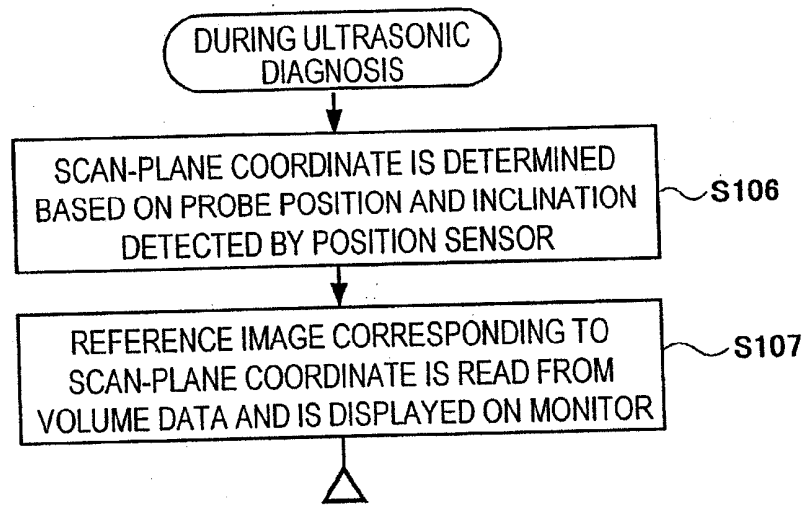 DURING ULTRASONIC
DIAGNOSIS
SCAN-PLANE COORDINATE IS DETERMINED
BASED ON PROBE POSITION AND INCLINATION
DETECTED BY POSITION SENSOR
S106
REFERENCE IMAGE CORRESPONDING TO
SCAN-PLANE COORDINATE IS READ FROM
VOLUME DATA AND IS DISPLAYED ON MONITOR
S107